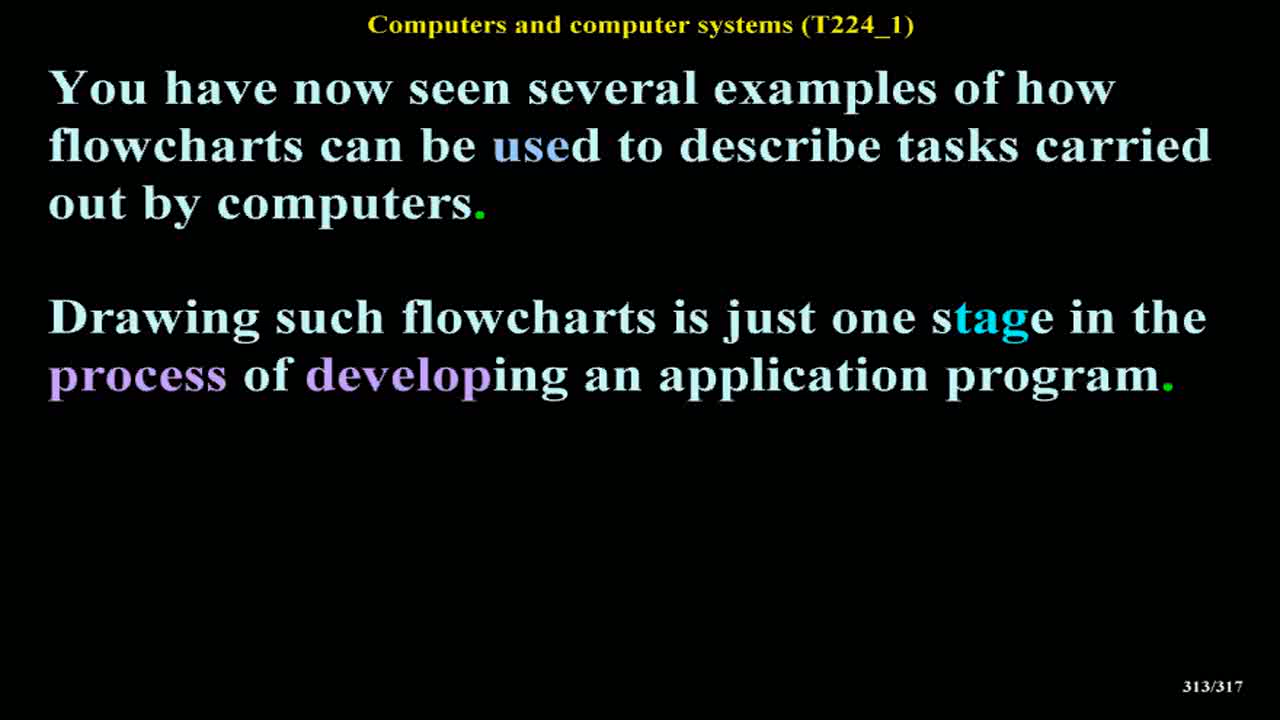 Computers and computer systems (T224_1)
You have now seen several examples of how
flowcharts can be used to describe tasks carried
out by computers.
Drawing such flowcharts is just one stage in the
process of developing an application program.
313/317